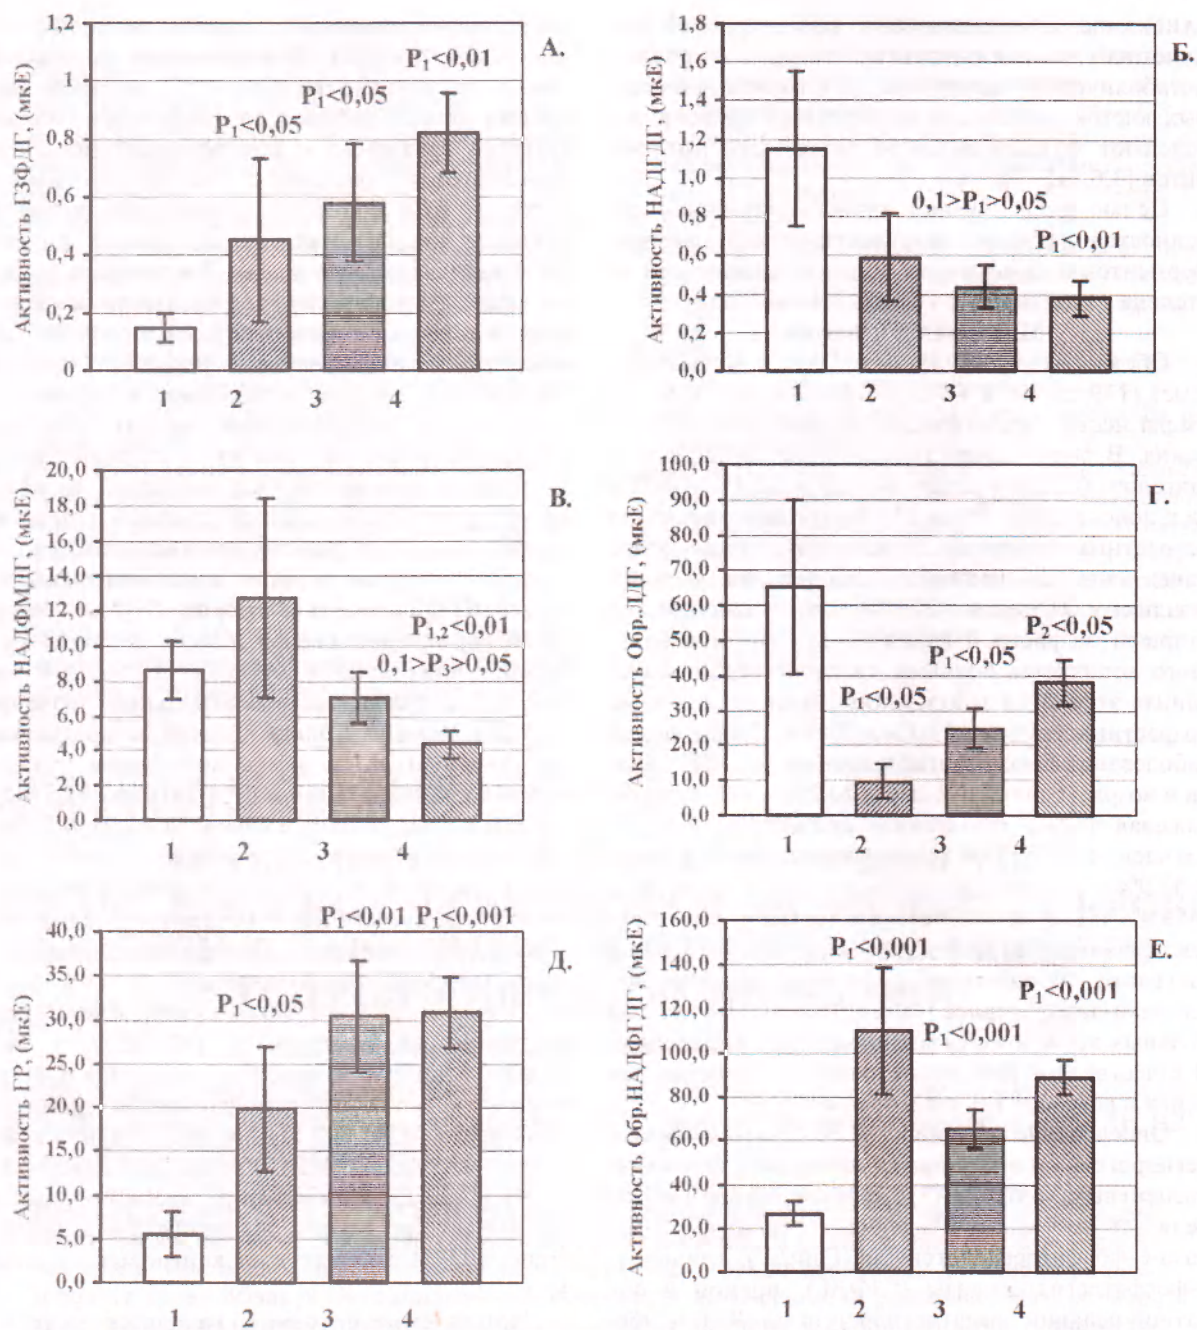 Активность Г3ФДГ, (мкЕ)
1,2
1
0,8
0,6
0,4
0,2
0
А.
P1<0,05
P1<0,05
P1<0,01
1 2 3 4
Активность НАДГДГ, (мкЕ)
1,8
1,6
1,4
1,2
1,0
0,8
0,6
0,4
0,2
0,0
Б.
0,1>P1>0,05
P1<0,01
1 2 3 4
Активность НАДФМДГ, (мкЕ)
20,0
18,0
16,0
14,0
12,0
10,0
8,0
6,0
4,0
2,0
0,0
В.
P1,2<0,01
0,1>P3>0,05
1 2 3 4
Активность Обр.ЛДГ, (мкЕ)
100,0
90,0
80,0
70,0
60,0
50,0
40,0
30,0
20,0
10,0
0,0
Г.
P1<0,05
P1<0,05
P2<0,05
1 2 3 4
Активность ГР, (мкЕ)
40,0
35,0
30,0
25,0
20,0
15,0
10,0
5,0
0,0
Д.
P1<0,05
P1<0,01 P1<0,001
1 2 3 4
Активность Обр.НАДФГДГ, (мкЕ)
160,0
140,0
120,0
100,0
80,0
60,0
40,0
20,0
0,0
Е.
P1<0,001
P1<0,001
P1<0,001
1 2 3 4